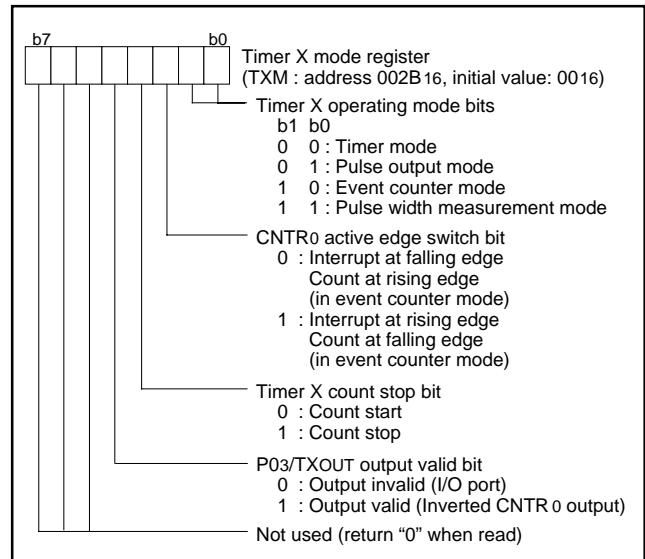 b7 b0
Timer X mode register
(TXM : address 002B16, initial value: 0016)
Timer X operating mode bits
b1 b0
0 0 : Timer mode
0 1 : Pulse output mode
1 0 : Event counter mode
1 1 : Pulse width measurement mode
CNTR0 active edge switch bit
0 : Interrupt at falling edge
Count at rising edge
(in event counter mode)
1 : Interrupt at rising edge
Count at falling edge
(in event counter mode)
Timer X count stop bit
0 : Count start
1 : Count stop
P03/TXOUT output valid bit
0 : Output invalid (I/O port)
1 : Output valid (Inverted CNTR0 output)
Not used (return “0” when read)